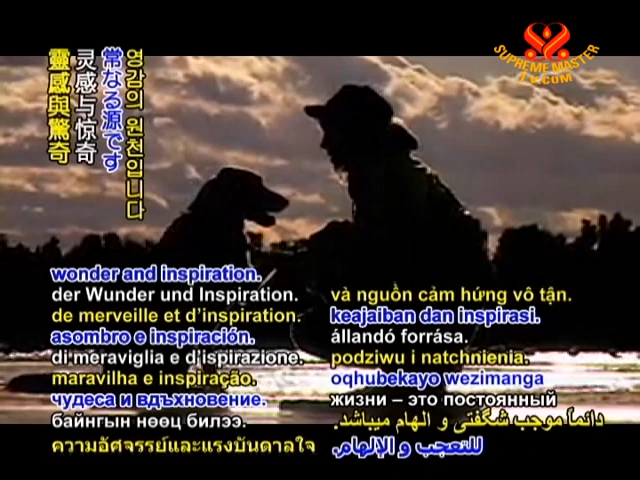 SUPREME MASTER
TV.COM
영감의 원천입니다
常なる源です
灵感与惊奇
靈感與驚奇
wonder and inspiration.
der Wunder und Inspiration.
de merveille et d'inspiration.
asombro e inspiración.
di meraviglia e d'ispirazione.
maravilha e inspiração.
чудеса и вдъхновение.
байнгын нөөц билээ.
ความอัศจรรย์และแรงบันดาลใจ
và nguồn cảm hứng vô tận.
keajaiban dan inspirasi.
állandó forrása.
podziwu i natchnienia.
oqhubekayo wezimanga
жизни – это постоянный
دائماً موجب شگفتی و الهام میباشد.
للتعجب و الإلهام.